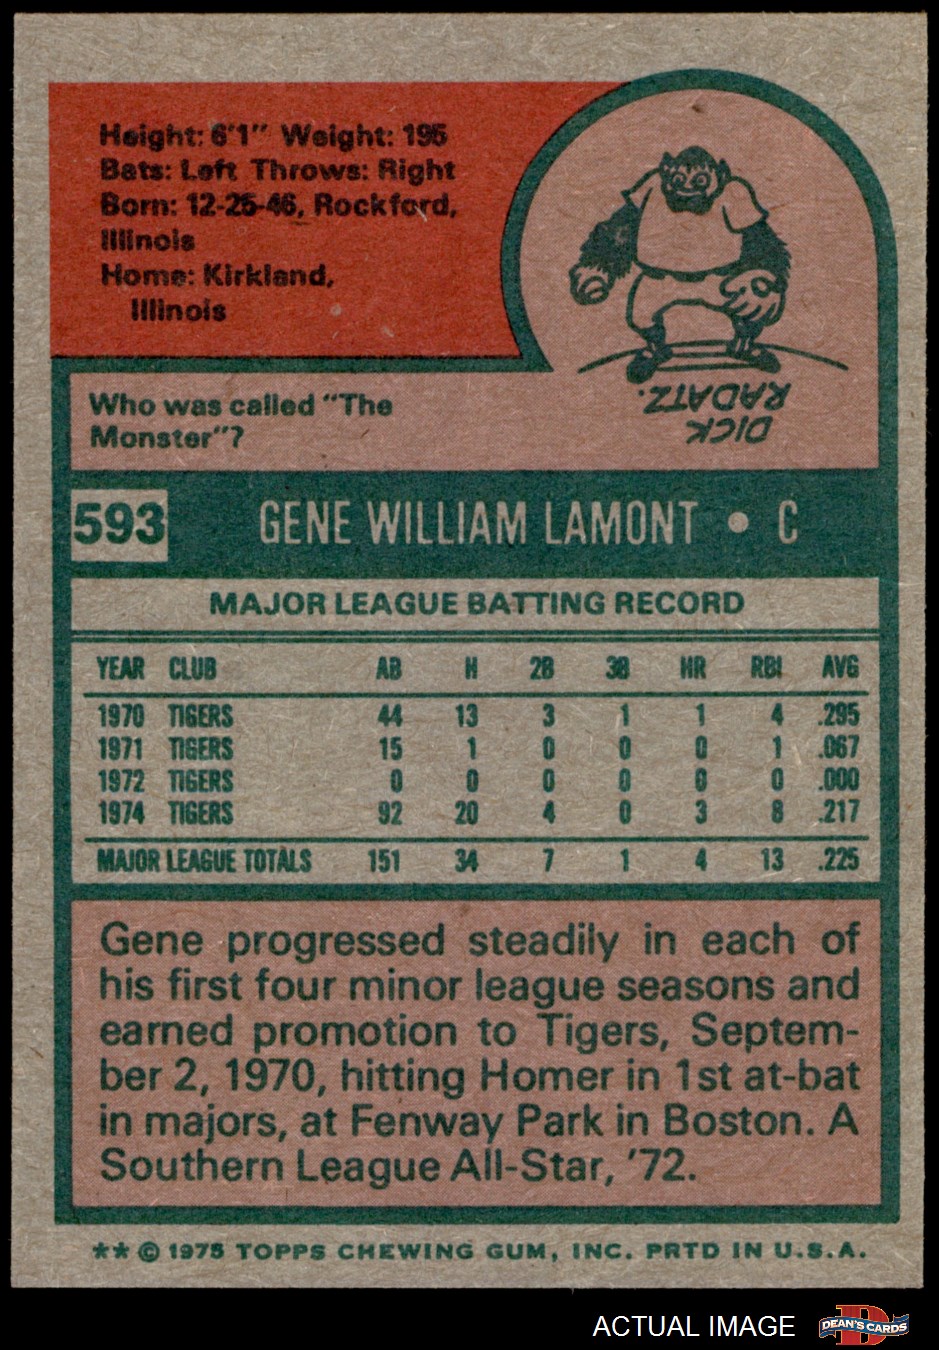 Height: 6'1" Weight: 195
Bats: Left Throws: Right
Born: 12-25-46, Rockford,
Illinois
Home: Kirkland,
Illinois
Who was called "The
Monster"?
DICK
RADATZ.
593 GENE WILLIAM LAMONT • C
MAJOR LEAGUE BATTING RECORD
YEAR CLUB AB H 2B 3B HR RBI AVG
1970 TIGERS 44 13 3 1 1 4 .295
1971 TIGERS 15 1 0 0 0 1 .067
1972 TIGERS 0 0 0 0 0 0 .000
1974 TIGERS 92 20 4 0 3 8 .217
MAJOR LEAGUE TOTALS 151 34 7 1 4 13 .225
Gene progressed steadily in each of
his first four minor league seasons and
earned promotion to Tigers, Septem-
ber 2, 1970, hitting Homer in 1st at-bat
in majors, at Fenway Park in Boston. A
Southern League All-Star, '72.
** © 1975 TOPPS CHEWING GUM, INC. PRTD IN U.S.A.
ACTUAL IMAGE DEAN'S CARDS